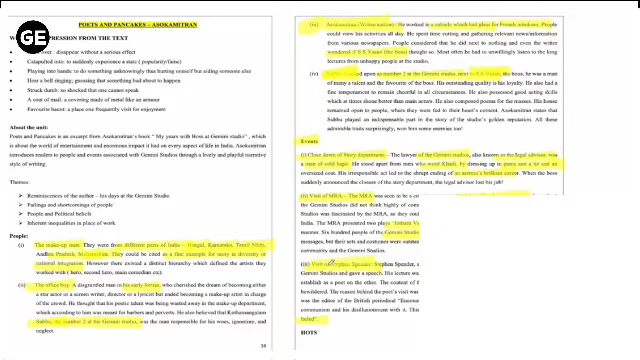 GE
POETS AND PANCAKES – ASOKAMITRAN
EXPRESSION FROM THE TEXT
over : disappear without a serious effect
Catapulted into: to suddenly experience a state ( popularity/fame)
Playing into hands: to do something unknowingly thus hurting oneself but aiding someone else
Hear a bell ringing: guessing that something bad about to happen
Struck dumb: so shocked that one cannot speak
A coat of mail: a covering made of metal like an armour
Favourite haunt: a place one frequently visit for enjoyment
About the unit:
Poets and Pancakes is an excerpt from Asokamitran's book " My years with Boss at Gemini studio" , which
is about the world of entertainment and enormous impact it had on every aspect of life in India. Asokamitran
introduces readers to people and events associated with Gemini Studios through a lively and playful narrative
style of writing.
Themes:
Reminiscences of the author – his days at the Gemini Studio
Failings and shortcomings of people
People and Political beliefs
Inherent inequalities in place of work
People:
(i) The make-up men: They were from different parts of India – Bengal, Karnataka, Tamil Nadu,
Andhra Pradesh, Maharashtra. They could be cited as a fine example for unity in diversity or
national integration. However there existed a distinct hierarchy which defined the artists they
worked with ( hero, second hero, main comedian etc).
(ii) The office boy: A disgruntled man in his early forties, who cherished the dream of becoming either
a star actor or a screen writer, director or a lyricist but ended becoming a make-up artist in charge
of the crowd. He thought that his poetic talent was being wasted away in the make-up department,
which according to him was meant for barbers and perverts. He also believed that Kothamangalam
Subbu, the number 2 at the Gemini studio, was the man responsible for his woes, ignominy, and
neglect.
(iii) Asokamitran (Writer/narrator): He worked in a cubicle which had glass for French windows. People
could view his activities all day. He spent time cutting and gathering relevant news/information
from various newspapers. People considered that he did next to nothing and even the writer
wondered if S.S Vasan (the boss) thought so. Most often he had to unwillingly listen to the long
lectures from unhappy people at the studio.
(iv) upon as number 2 at the Gemini studio, next to S.S Vasan, the boss, he was a man
of many a talent and the favourite of the boss. His outstanding quality is his loyalty. He also had a
fine temperament to remain cheerful in all circumstances. He also possessed good acting skills
which at times shone better than main actors. He also composed poems for the masses. His house
remained open to people, where they were fed to their heart's content. Asokamitran states that
Subbu played an indispensable part in the story of the studio's golden reputation. All these
admirable traits surprisingly, won him some enemies too!
Events
(i) Close down of Story department: – The lawyer of the Gemini studios, also known as the legal adviser, was
a man of cold logic. He stood apart from men who wore Khadi, by dressing up in pants and a tie and an
oversized coat. His irresponsible act led to the abrupt ending of an actress's brilliant career. When the boss
suddenly announced the closure of the story department, the legal adviser lost his job!
(ii) Visit of MRA – The MRA was seen to be a
the Gemini Studios did not think highly of com
Studios was fascinated by the MRA, as they
India. The MRA presented two plays
manner. Six hundred people of the Gemini Studio
messages, but their sets and costumes were outstan
community and the Gemini Studios.
(iii) Visit of Stephen Spender: Stephen Spender, a
Gemini Studios and gave a speech. His lecture wa
establish as a poet on the other. The content of t
bewildered. The reason behind the poet's visit wa
was the editor of the British periodical "Encoun
communism and his disillusionment with it. This
failed".
HOTS
30